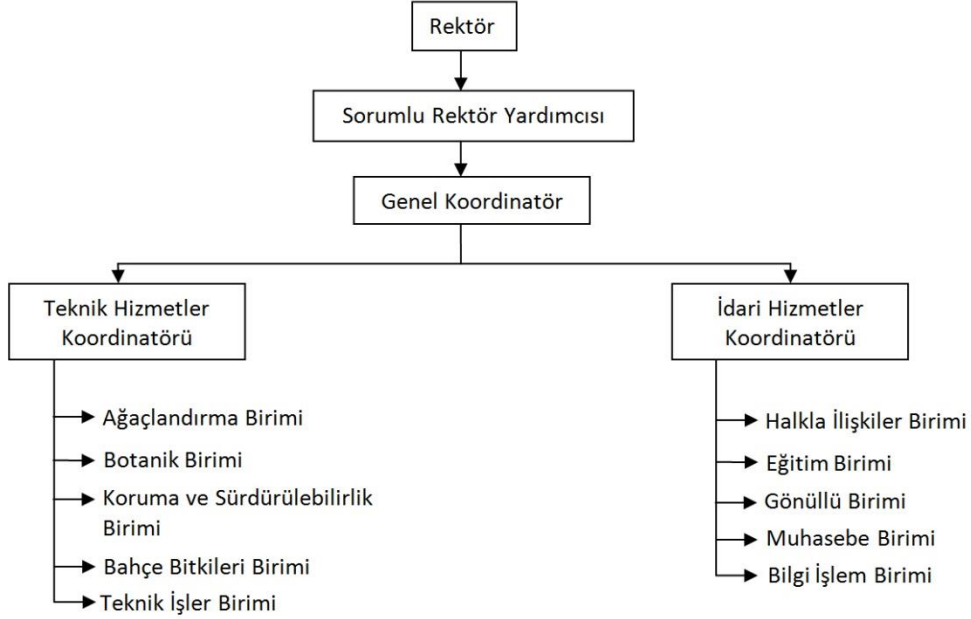 Rektör
Sorumlu Rektör Yardımcısı
Genel Koordinatör
Teknik Hizmetler
Koordinatörü
Ağaçlandırma Birimi
Botanik Birimi
Koruma ve Sürdürülebilirlik
Birimi
Bahçe Bitkileri Birimi
Teknik İşler Birimi
İdari Hizmetler
Koordinatörü
Halkla İlişkiler Birimi
Eğitim Birimi
Gönüllü Birimi
Muhasebe Birimi
Bilgi İşlem Birimi